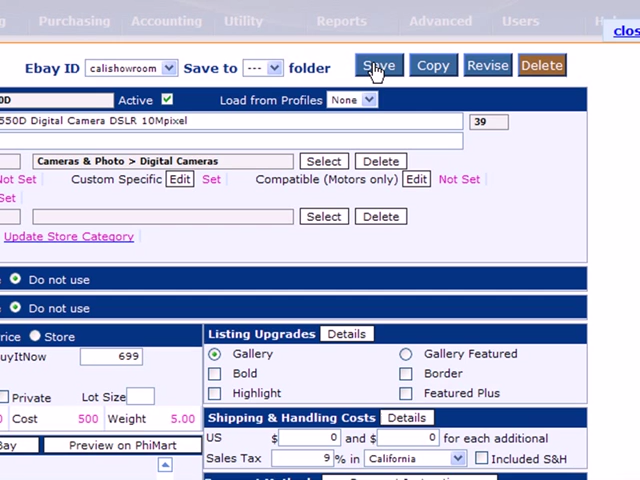 g Purchasing Accounting Utility Reports Advanced Users H
clos
Ebay ID calishowroom Save to --- folder Save Copy Revise Delete
0D Active Load from Profiles None
550D Digital Camera DSLR 10Mpixel 39
Cameras & Photo > Digital Cameras Select Delete
Not Set Custom Specific Edit Set Compatible (Motors only) Edit Not Set
Set
Select Delete
Update Store Category
e Do not use
e Do not use
rice Store
uyItNow 699
Private Lot Size
0 Cost 500 Weight 5.00
Bay Preview on PhiMart
Listing Upgrades Details
Gallery Gallery Featured
Bold Border
Highlight Featured Plus
Shipping & Handling Costs Details
US $ 0 and $ 0 for each additional
Sales Tax 9 % in California Included S&H